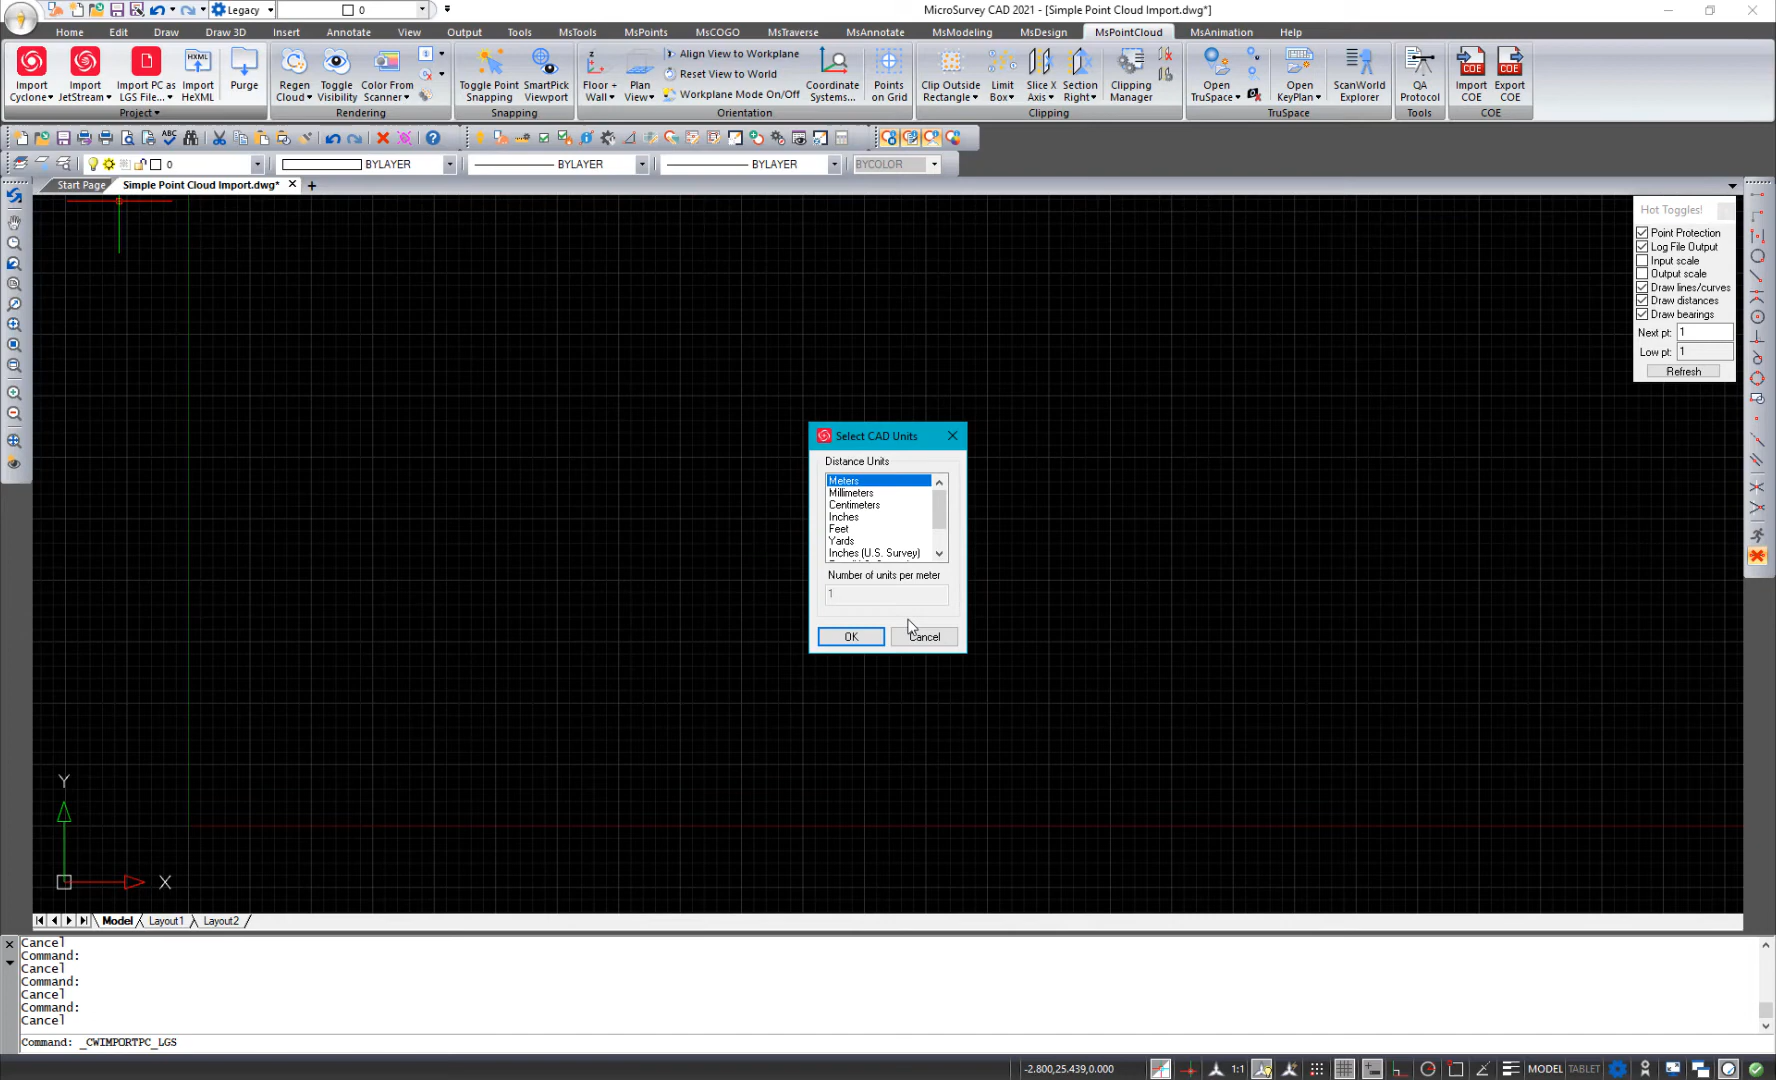 Legacy
0
MicroSurvey CAD 2021 - [Simple Point Cloud Import.dwg*]
Home Edit Draw Draw 3D Insert Annotate View Output Tools MsTools MsPoints MsCOGO MsTraverse MsAnnotate MsModeling MsDesign MsPointCloud MsAnimation Help
Import Cyclone
Import JetStream
Import PC as LGS File...
HXML
Import HeXML
Purge
Project
Regen Cloud
Toggle Visibility
Color From Scanner
Rendering
Toggle Point Snapping
SmartPick Viewport
Snapping
Floor + Wall
Plan View
Align View to Workplane
Reset View to World
Workplane Mode On/Off
Coordinate Systems...
Orientation
Points on Grid
Clip Outside Rectangle
Limit Box
Slice X Axis
Section Right
Clipping Manager
Clipping
Open TruSpace
Open KeyPlan
ScanWorld Explorer
TruSpace
QA Protocol
Tools
COE
Import COE
COE
Export COE
COE
ABC
0
BYLAYER
BYLAYER
BYLAYER
BYCOLOR
Start Page
Simple Point Cloud Import.dwg*
Hot Toggles!
Point Protection
Log File Output
Input scale
Output scale
Draw lines/curves
Draw distances
Draw bearings
Next pt: 1
Low pt: 1
Refresh
Select CAD Units
Distance Units
Meters
Millimeters
Centimeters
Inches
Feet
Yards
Inches (U.S. Survey)
Number of units per meter
1
OK
Cancel
Y
X
Model
Layout1
Layout2
Cancel
Command:
Cancel
Command:
Cancel
Command:
Cancel
Command: _CWIMPORTPC_LGS
-2.800,25.439,0.000
1:1
MODEL
TABLET